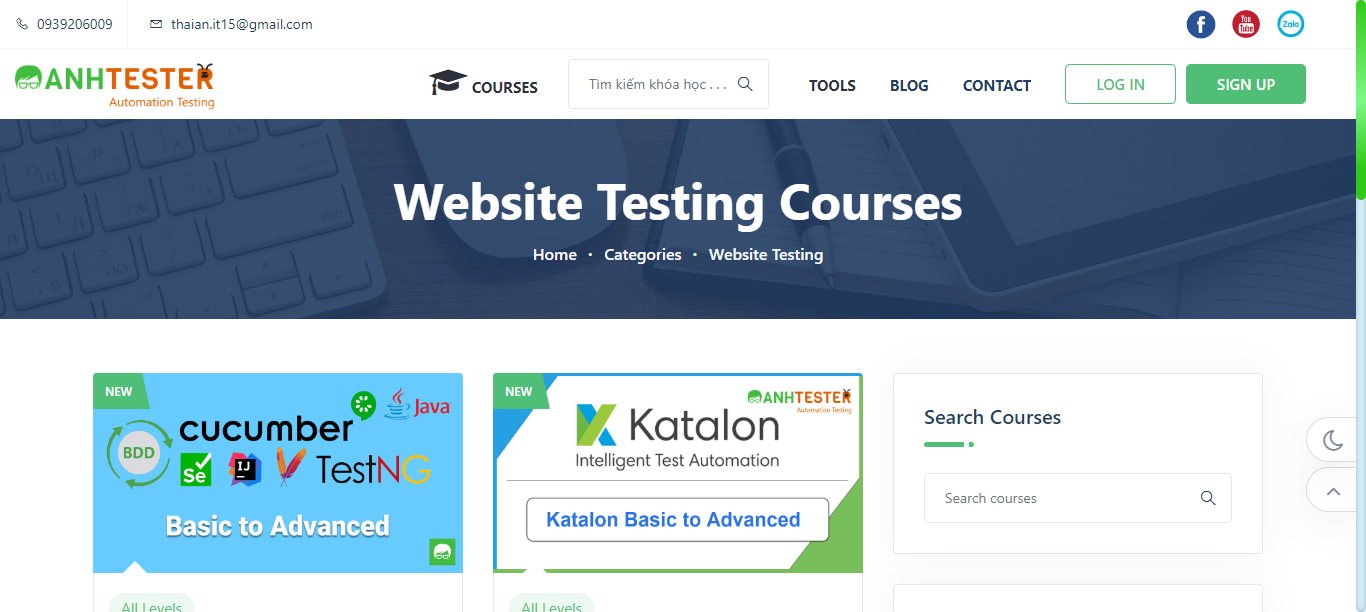 0939206009
thaian.it15@gmail.com
You Tube
Zalo
ANHTESTER
Automation Testing
COURSES
Tìm kiếm khóa học . . .
TOOLS
BLOG
CONTACT
LOG IN
SIGN UP
Website Testing Courses
Home • Categories • Website Testing
NEW
cucumber
Java
BDD
Se
IJ
TestNG
Basic to Advanced
All Levels
NEW
ANHTESTER
Automation Testing
Katalon
Intelligent Test Automation
Katalon Basic to Advanced
All Levels
Search Courses
Search courses